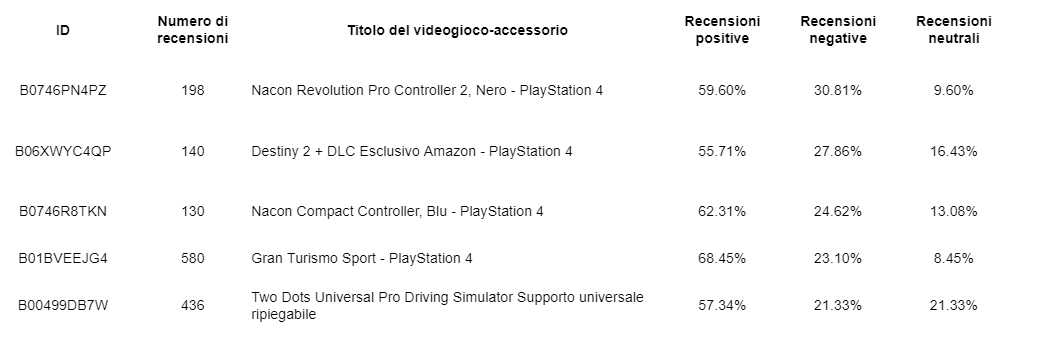 ID Numero di recensioni Titolo del videogioco-accessorio Recensioni positive Recensioni negative Recensioni neutrali
B0746PN4PZ 198 Nacon Revolution Pro Controller 2, Nero - PlayStation 4 59.60% 30.81% 9.60%
B06XWYC4QP 140 Destiny 2 + DLC Esclusivo Amazon - PlayStation 4 55.71% 27.86% 16.43%
B0746R8TKN 130 Nacon Compact Controller, Blu - PlayStation 4 62.31% 24.62% 13.08%
B01BVEEJG4 580 Gran Turismo Sport - PlayStation 4 68.45% 23.10% 8.45%
B00499DB7W 436 Two Dots Universal Pro Driving Simulator Supporto universale ripiegabile 57.34% 21.33% 21.33%